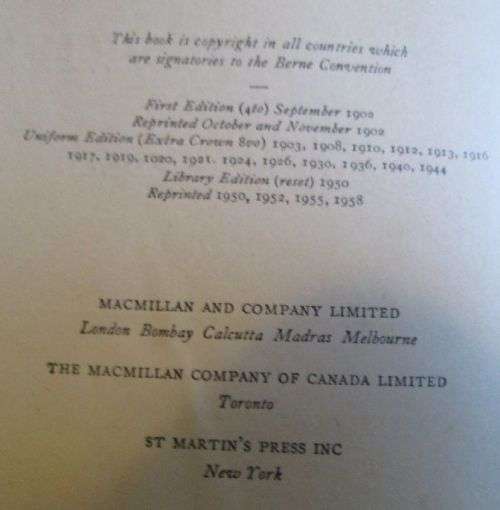 This book is copyright in all countries which
are signatories to the Berne Convention
First Edition (4to) September 1902
Reprinted October and November 1902
Uniform Edition (Extra Crown 8vo) 1903, 1908, 1910, 1912, 1913, 1916
1917, 1919, 1920, 1921, 1924, 1926, 1930, 1936, 1940, 1944
Library Edition (reset) 1950
Reprinted 1950, 1952, 1955, 1958
MACMILLAN AND COMPANY LIMITED
London Bombay Calcutta Madras Melbourne
THE MACMILLAN COMPANY OF CANADA LIMITED
Toronto
ST MARTIN'S PRESS INC
New York